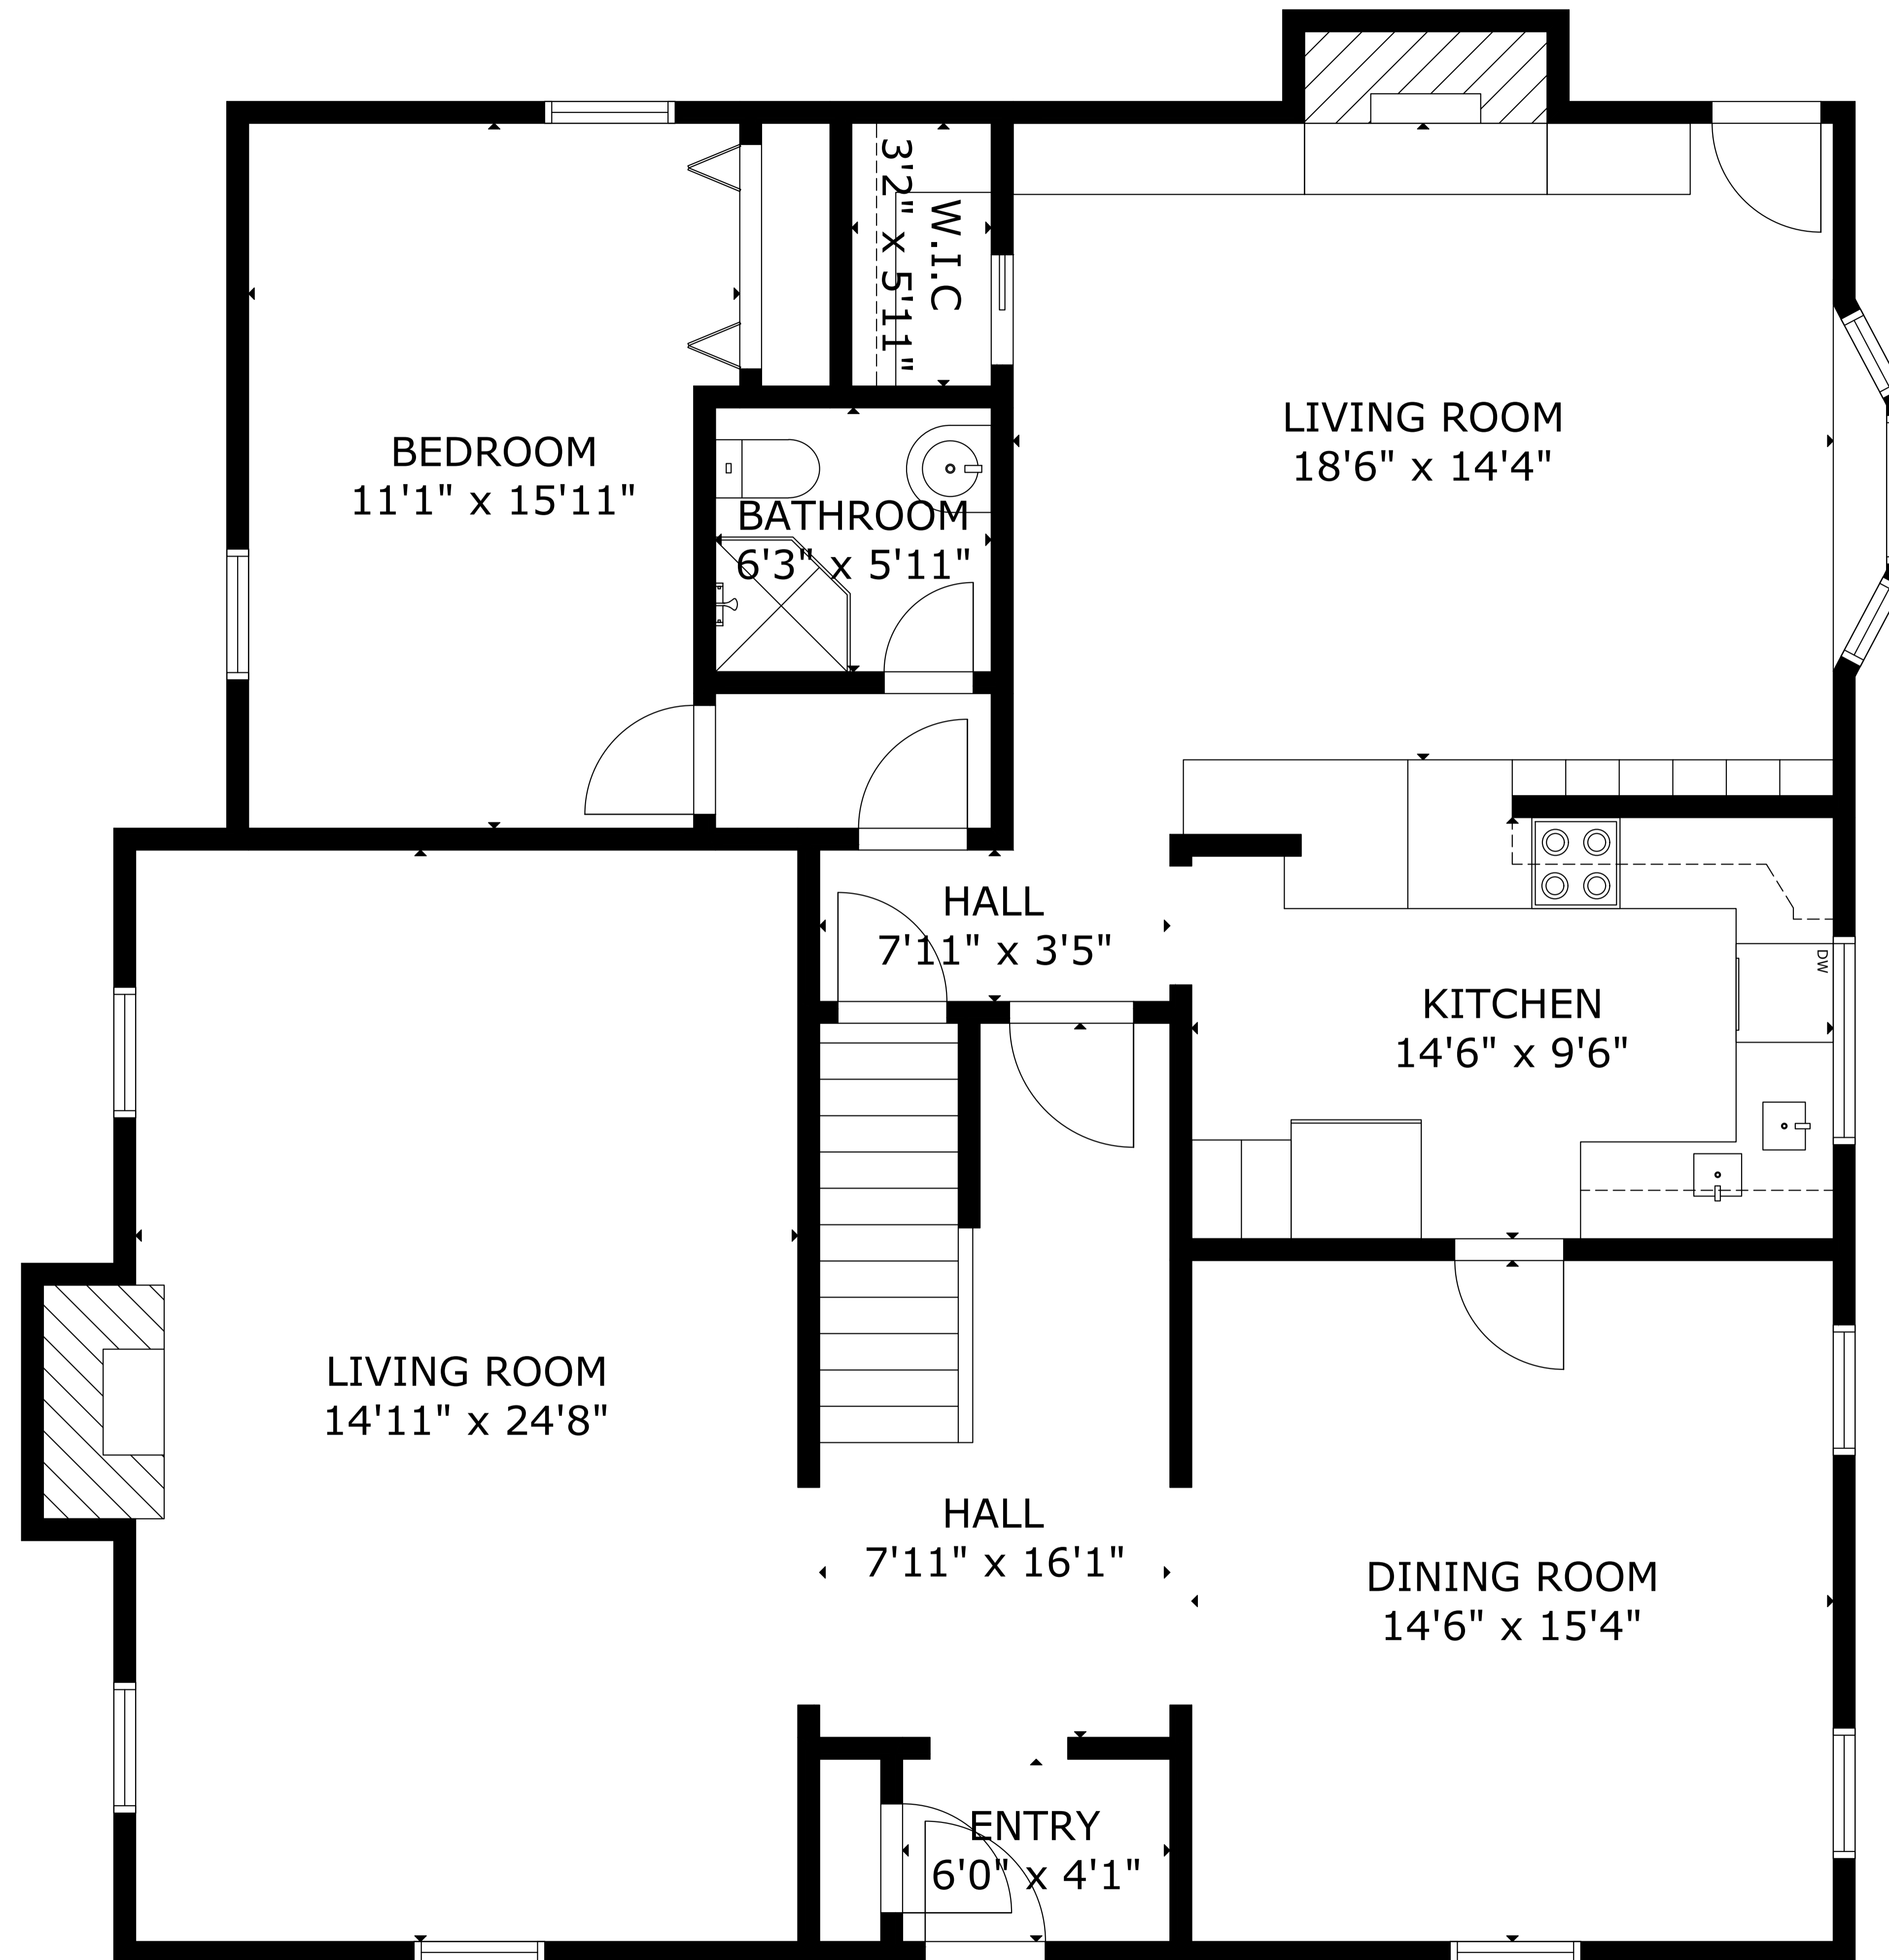 W.I.C
3'2" x 5'11"
LIVING ROOM
18'6" x 14'4"
BEDROOM
11'1" x 15'11"
BATHROOM
6'3" x 5'11"
HALL
7'11" x 3'5"
DW
KITCHEN
14'6" x 9'6"
LIVING ROOM
14'11" x 24'8"
HALL
7'11" x 16'1"
DINING ROOM
14'6" x 15'4"
ENTRY
6'0" x 4'1"